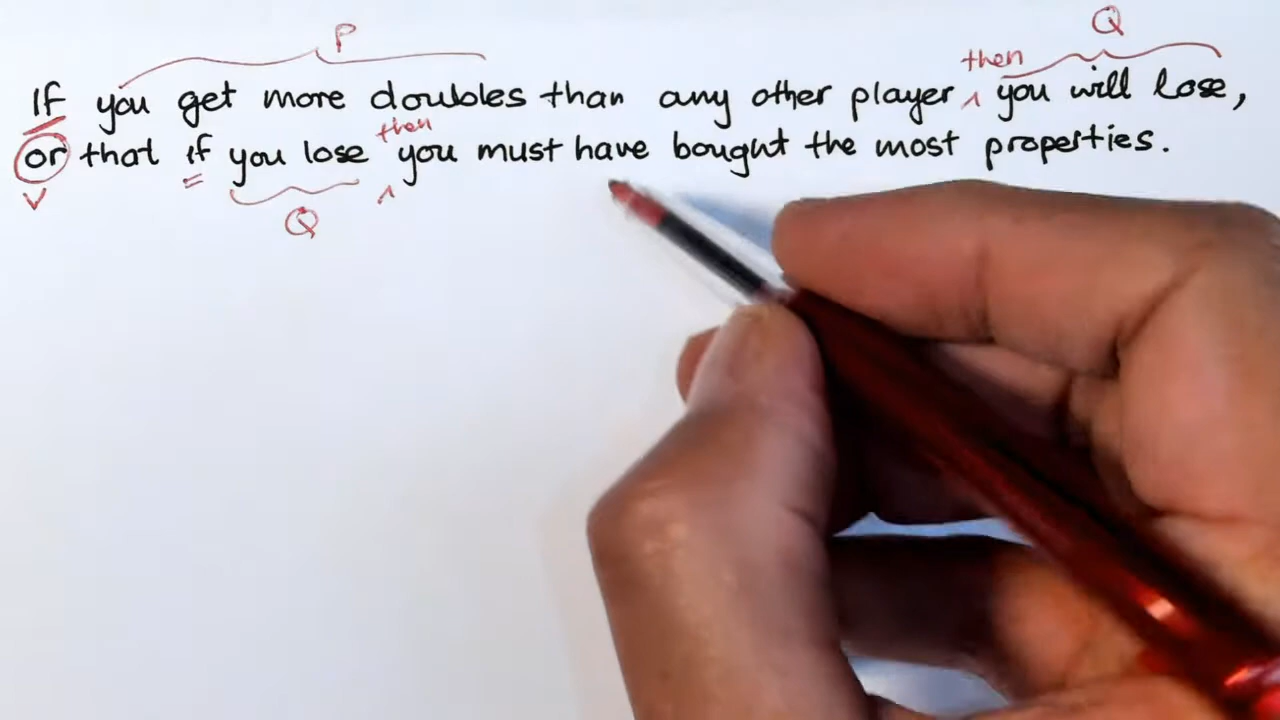 P
Q
then
If you get more doubles than any other player ^ you will lose,
then
or that if you lose ^ you must have bought the most properties.
v
Q